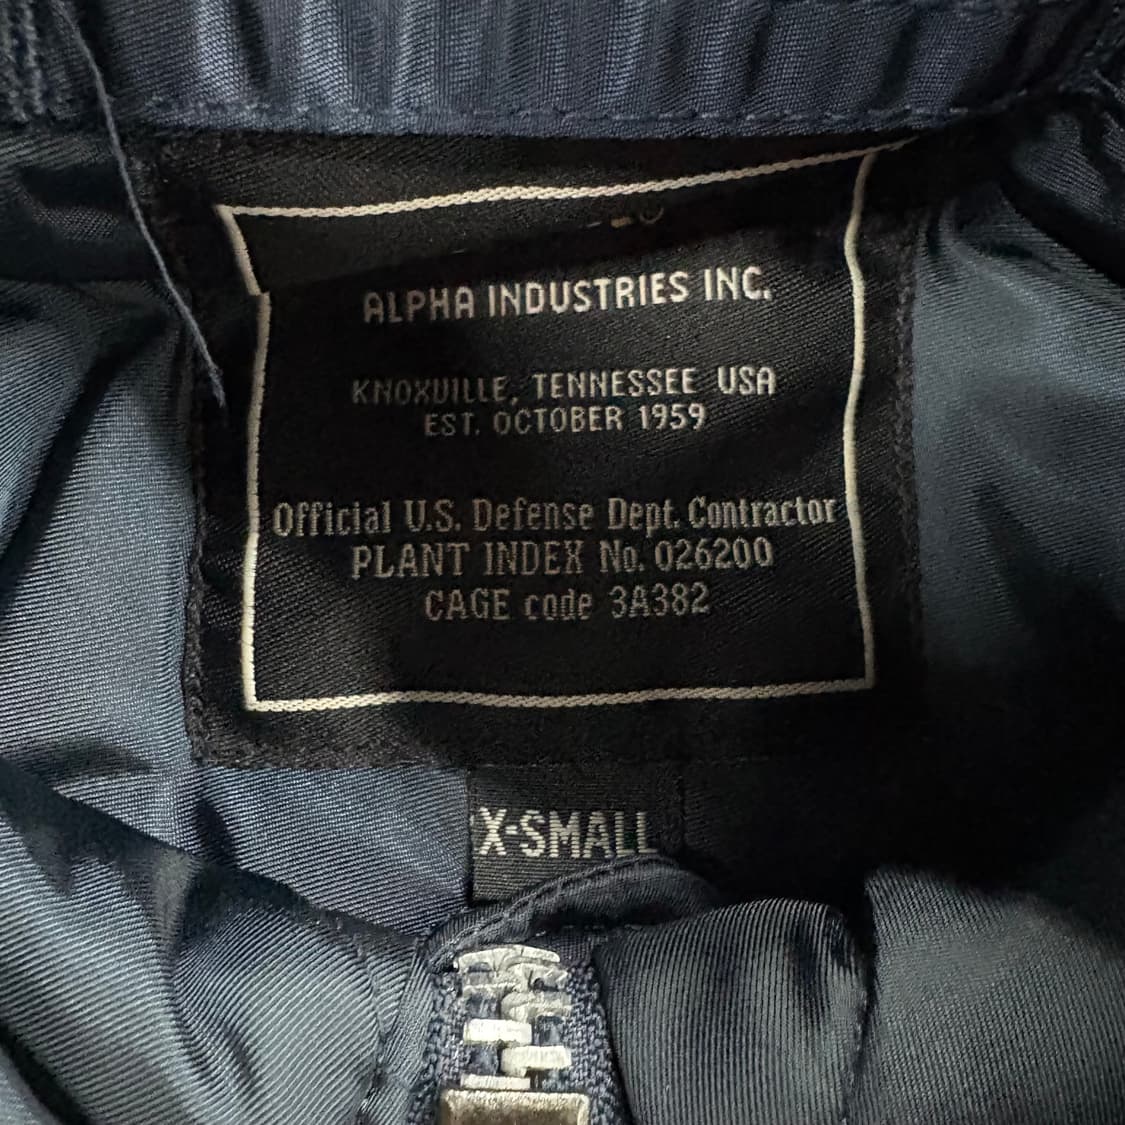 ALPHA INDUSTRIES INC.
KNOXVILLE, TENNESSEE USA
EST. OCTOBER 1959
Official U.S. Defense Dept. Contractor
PLANT INDEX No. 026200
CAGE code 3A382
X-SMALL